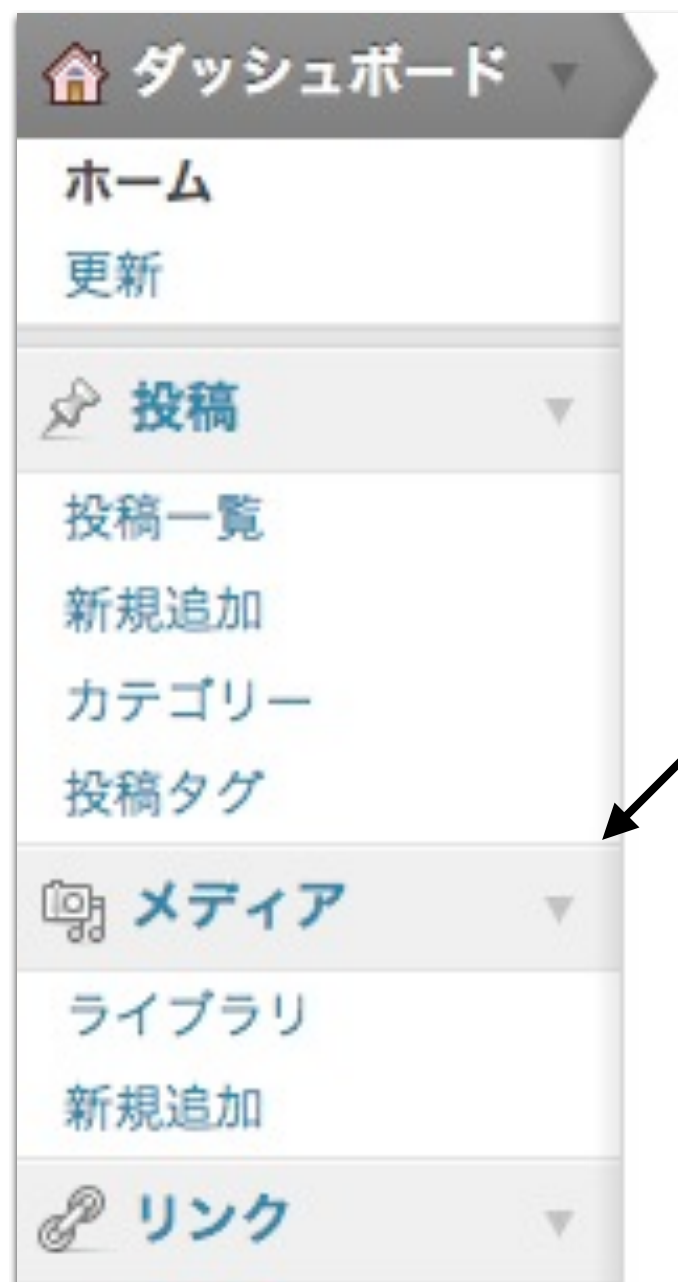 ダッシュボード
ホーム
更新
投稿
投稿一覧
新規追加
カテゴリー
投稿タグ
メディア
ライブラリ
新規追加
リンク